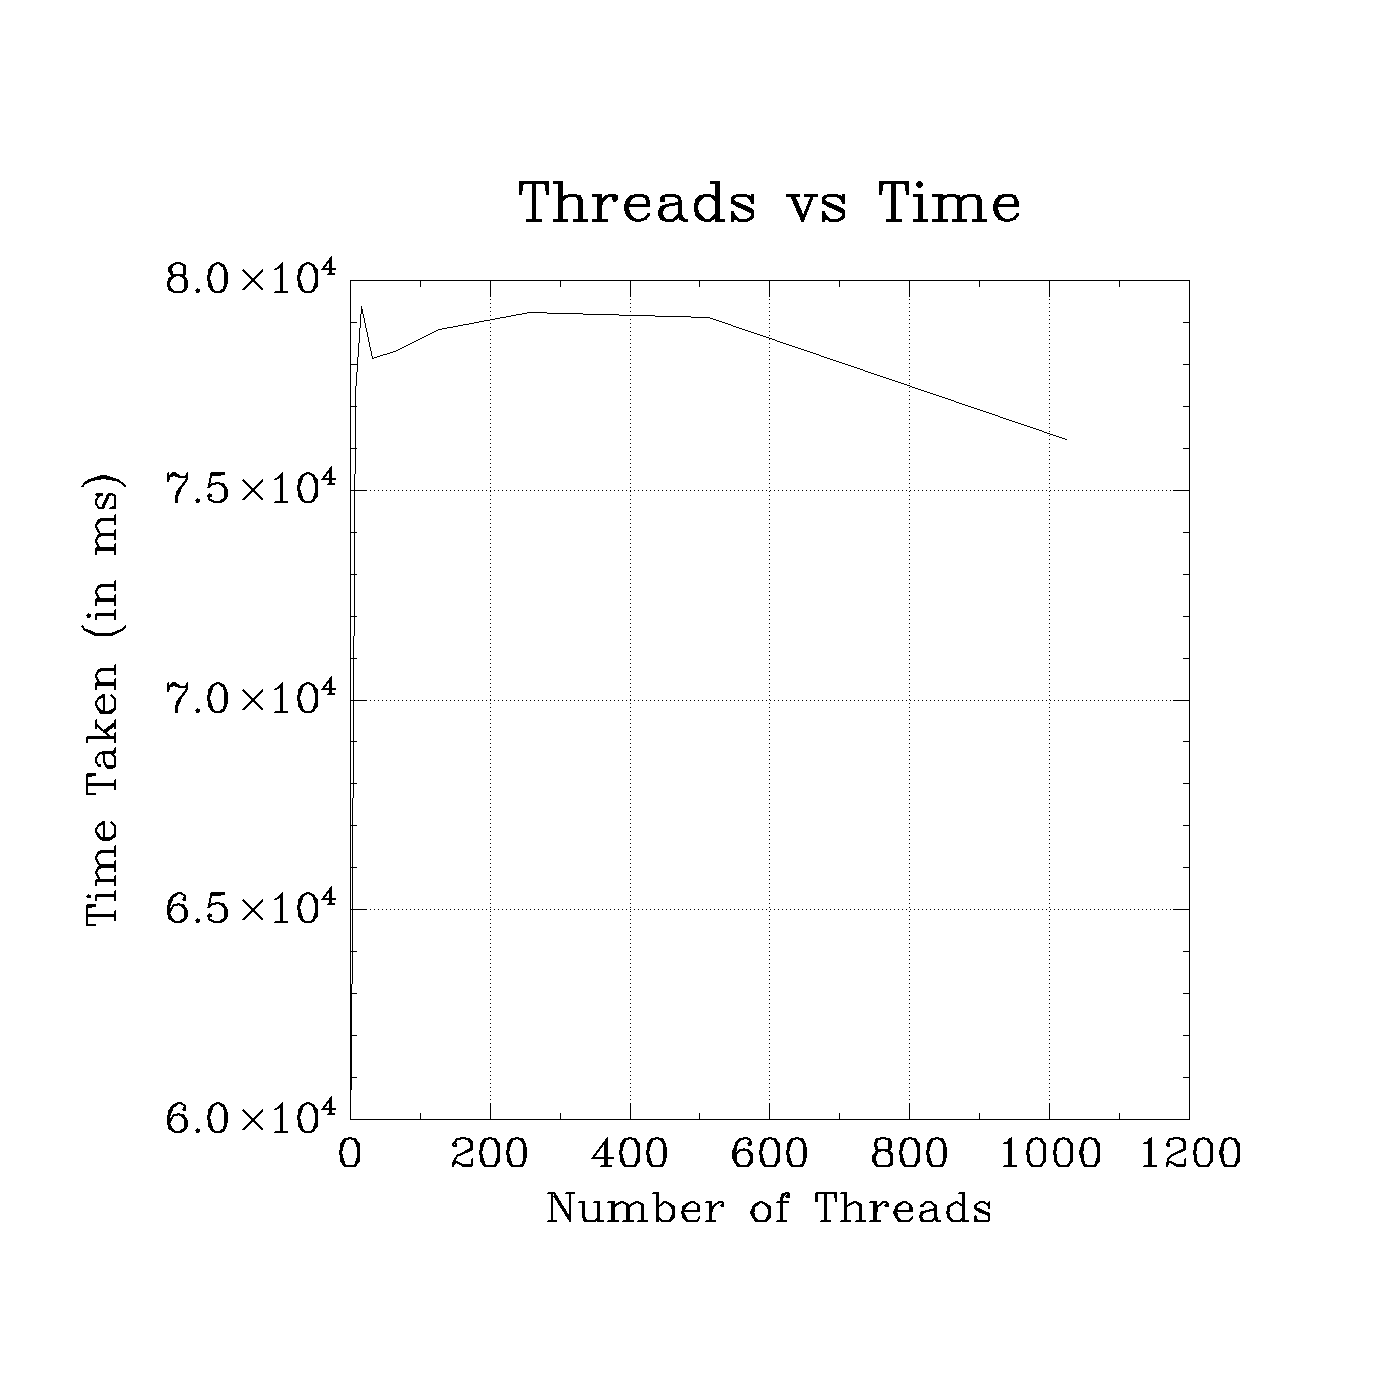 Threads vs Time
8.0×10⁴
7.5×10⁴
7.0×10⁴
6.5×10⁴
6.0×10⁴
Time Taken (in ms)
0 200 400 600 800 1000 1200
Number of Threads